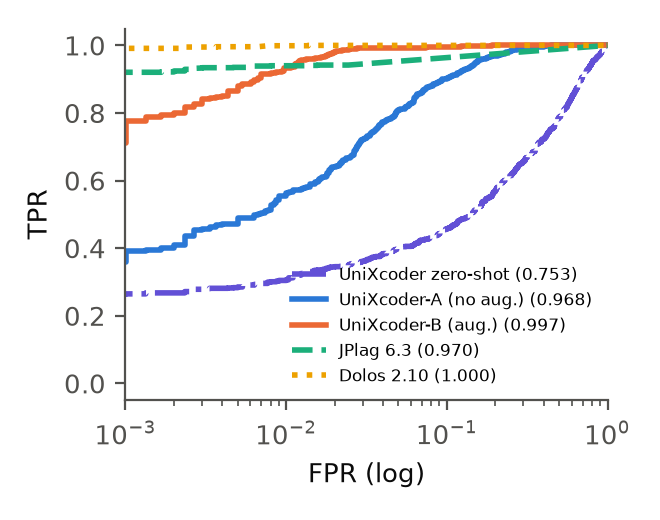 1.0
0.8
0.6
0.4
0.2
0.0
TPR
UniXcoder zero-shot (0.753)
UniXcoder-A (no aug.) (0.968)
UniXcoder-B (aug.) (0.997)
JPlag 6.3 (0.970)
Dolos 2.10 (1.000)
10⁻³ 10⁻² 10⁻¹ 10⁰
FPR (log)